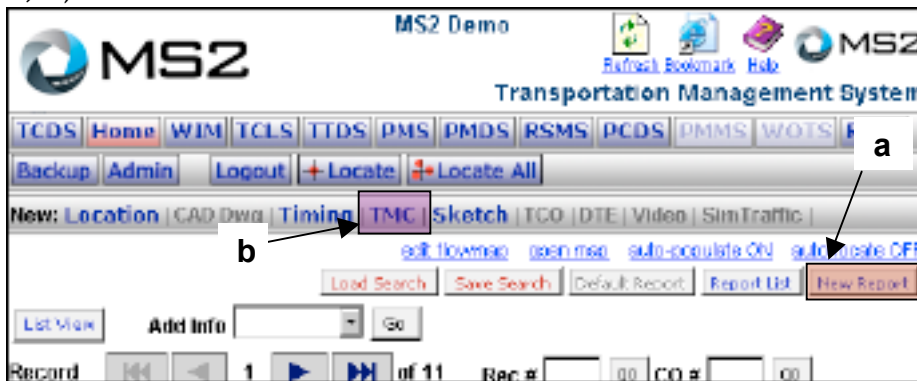 MS2 Demo
MS2
Refresh Bookmark Help
MS2
Transportation Management System
TCDS Home WIM TCLS TTDS PMS PMDS RSMS PCDS PMMS WOTS
a
Backup Admin Logout Locate Locate All
New: Location | CAD Dwg | Timing | TMC | Sketch | TCO | DTE | Video | SimTraffic |
b
edit flowmap open map auto-populate ON auto-locate OFF
Load Search Save Search Default Report Report List New Report
List View Add Info Go
Record 1 of 11 Rec # go CO # go